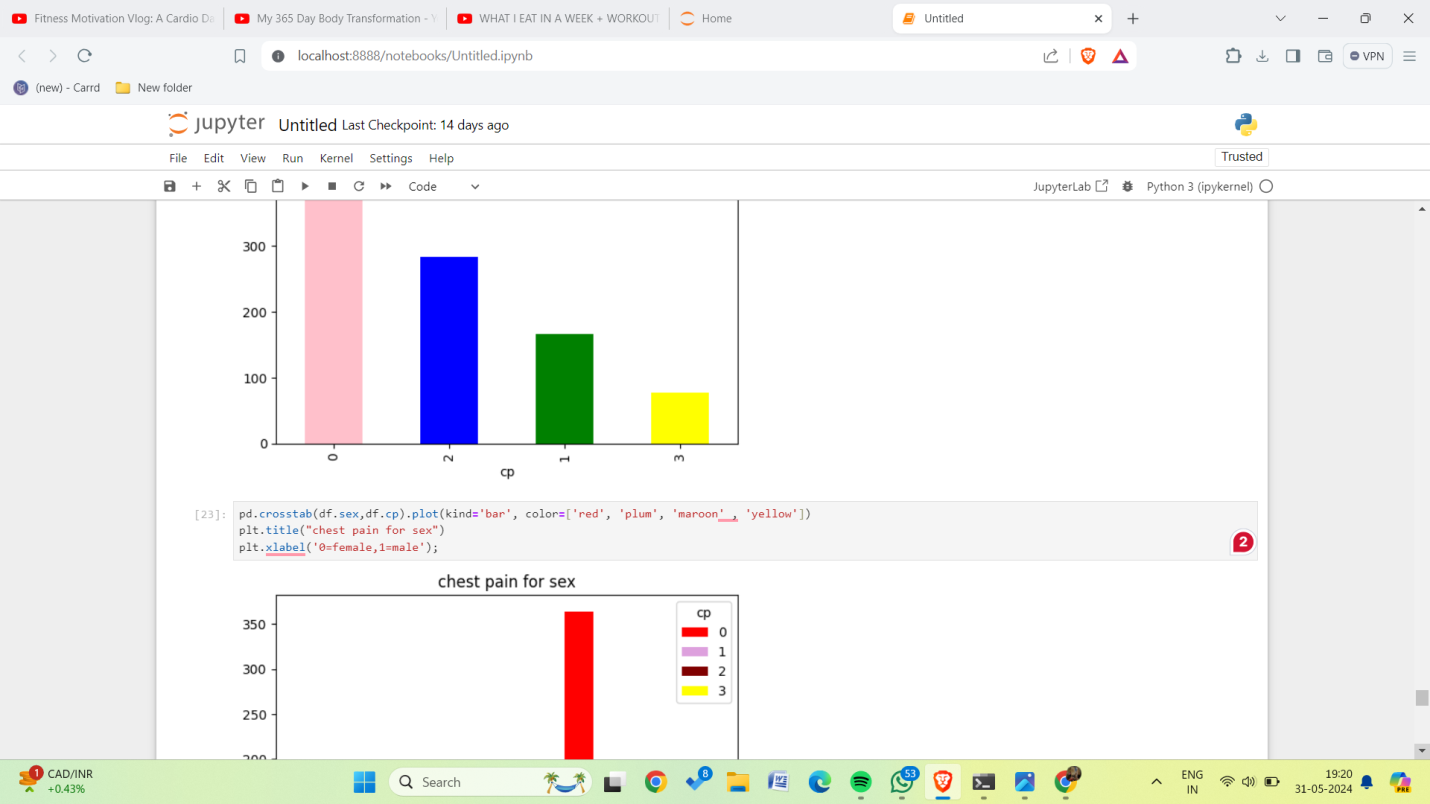 Fitness Motivation Vlog: A Cardio Da
My 365 Day Body Transformation - Y
WHAT I EAT IN A WEEK + WORKOUT
Home
Untitled
localhost:8888/notebooks/Untitled.ipynb
VPN
(new) - Carrd
New folder
jupyter Untitled Last Checkpoint: 14 days ago
File Edit View Run Kernel Settings Help
Trusted
Code
JupyterLab
Python 3 (ipykernel)
300
200
100
0
0 2 1 3
cp
[23]: pd.crosstab(df.sex,df.cp).plot(kind='bar', color=['red', 'plum', 'maroon' , 'yellow'])
plt.title("chest pain for sex")
plt.xlabel('0=female,1=male');
2
chest pain for sex
cp
0
1
2
3
350
300
250
200
1
CAD/INR
+0.43%
Search
8
53
ENG
IN
19:20
31-05-2024
PRE